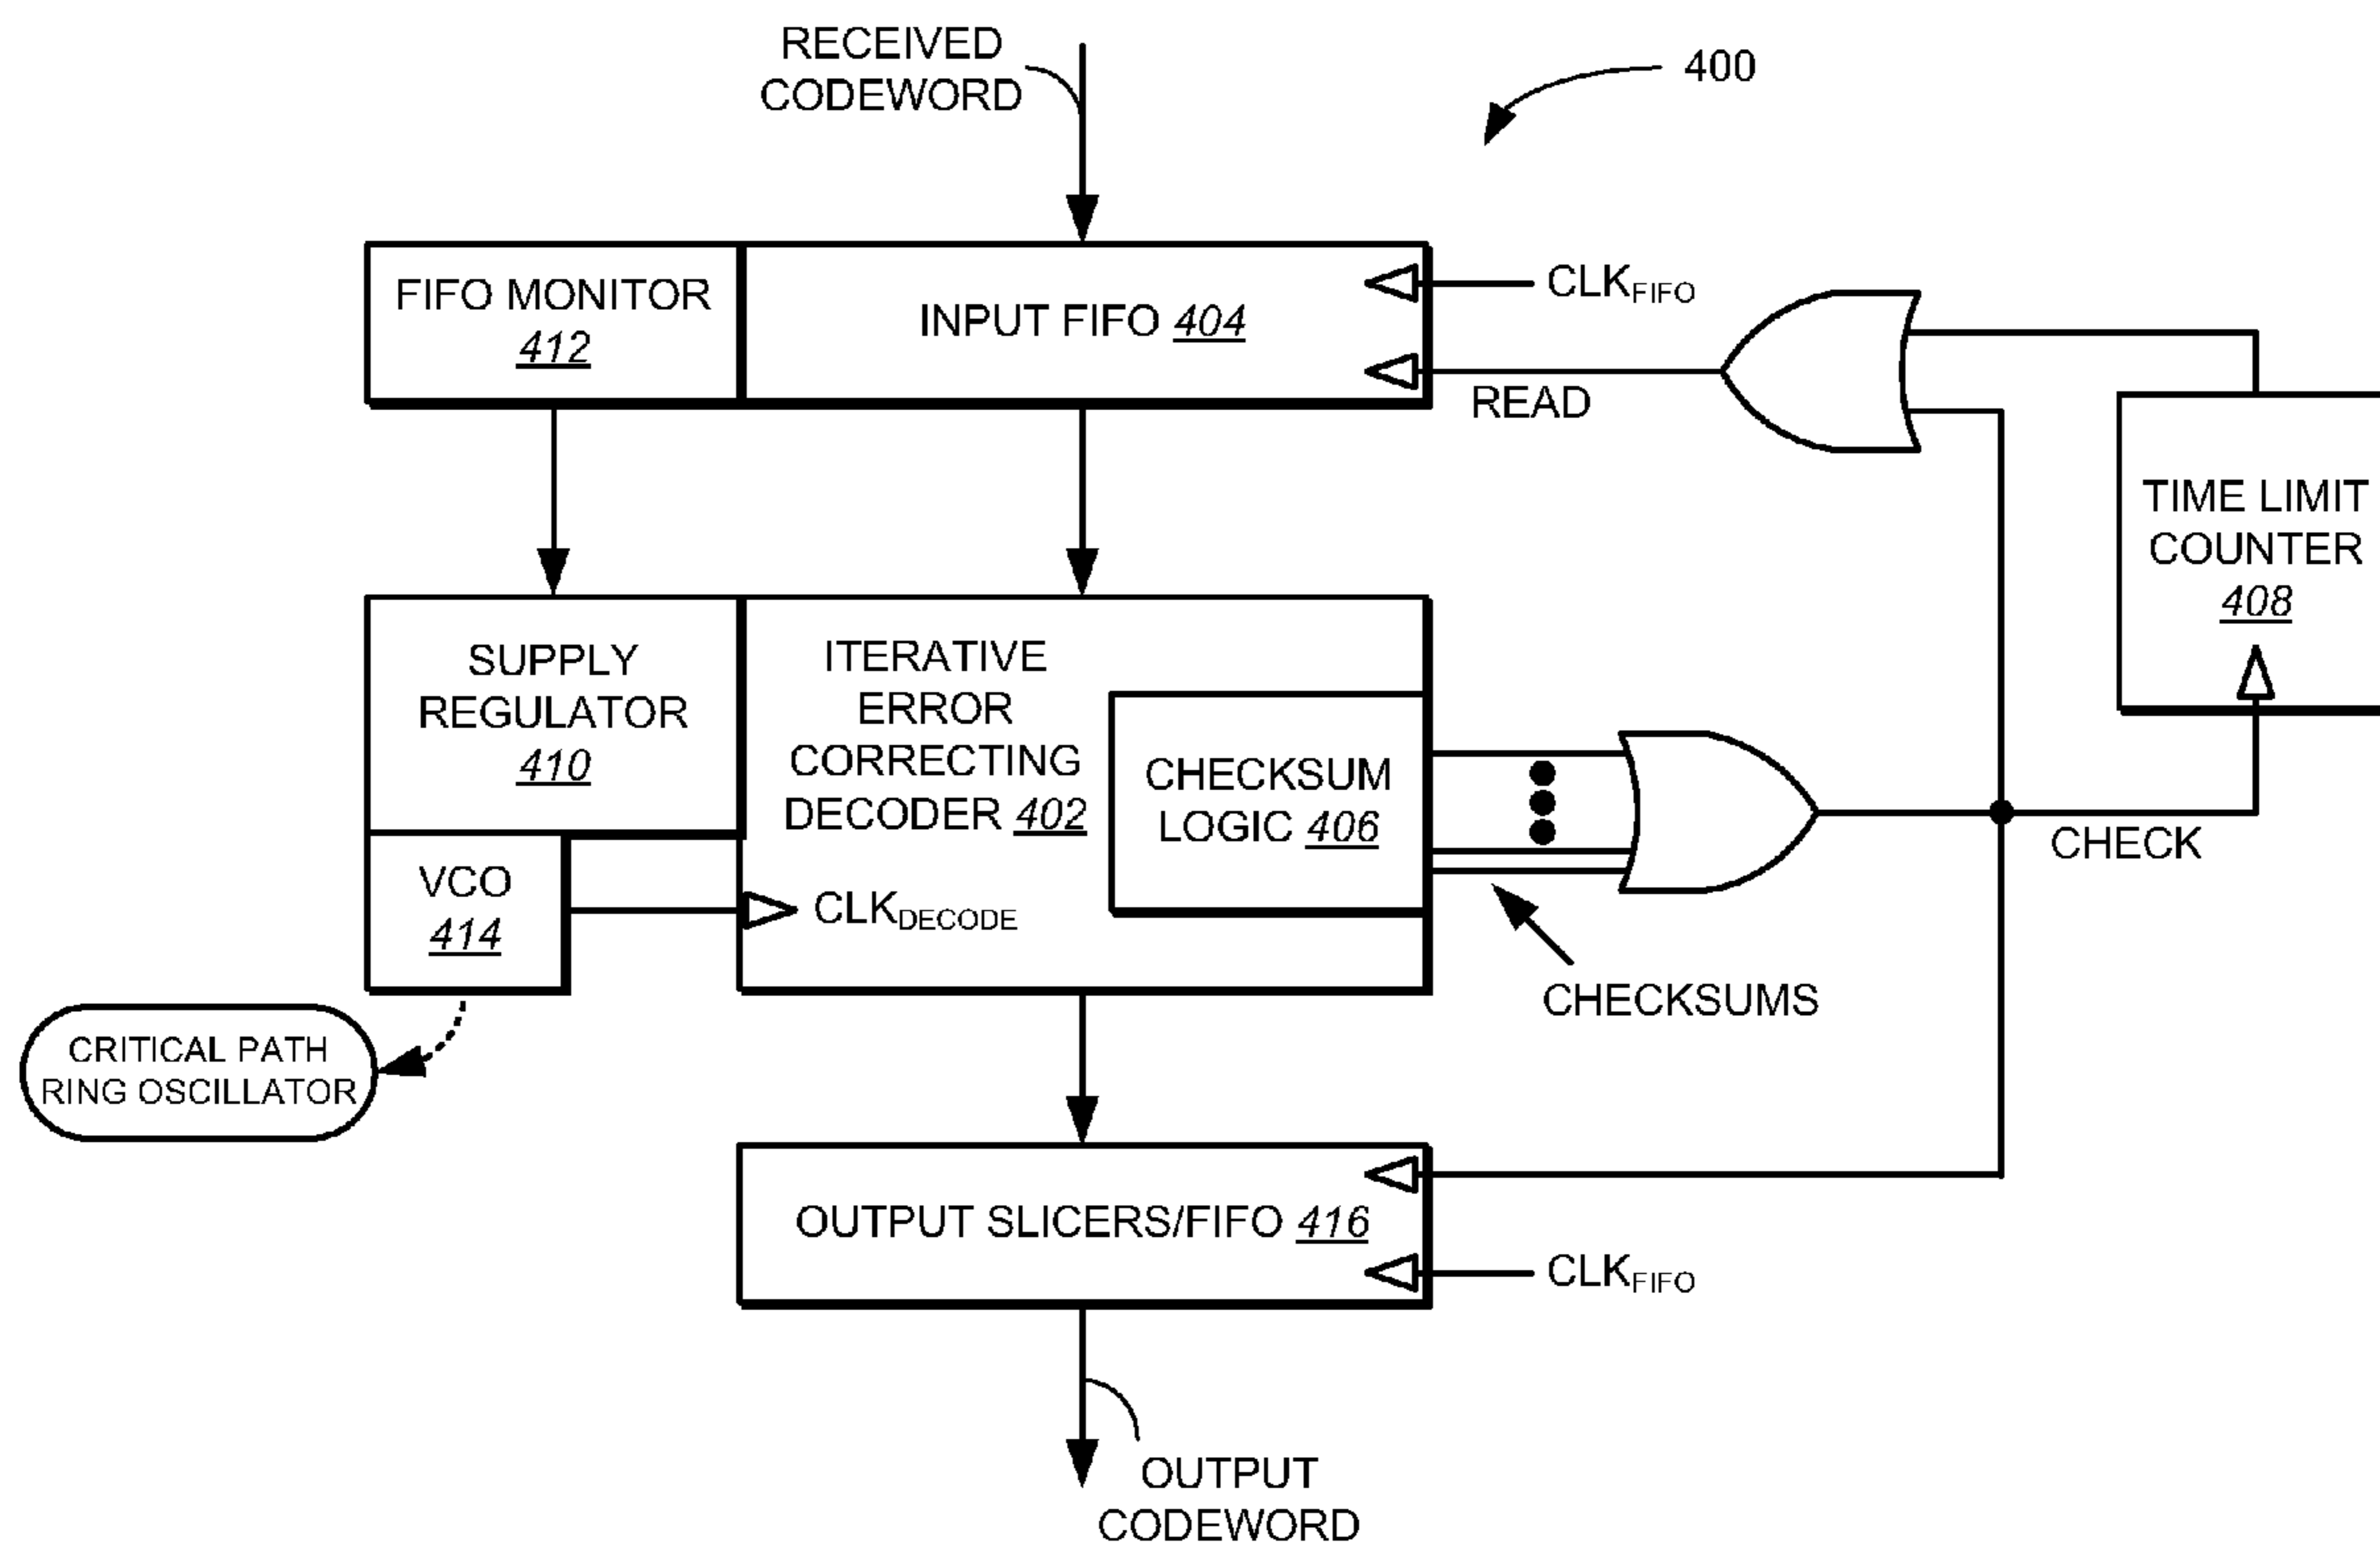 RECEIVED
CODEWORD
400
FIFO MONITOR
412
INPUT FIFO 404
CLKFIFO
READ
TIME LIMIT
COUNTER
408
SUPPLY
REGULATOR
410
ITERATIVE
ERROR
CORRECTING
DECODER 402
CHECKSUM
LOGIC 406
CHECK
VCO
414
CLKDECODE
CHECKSUMS
CRITICAL PATH
RING OSCILLATOR
OUTPUT SLICERS/FIFO 416
CLKFIFO
OUTPUT
CODEWORD